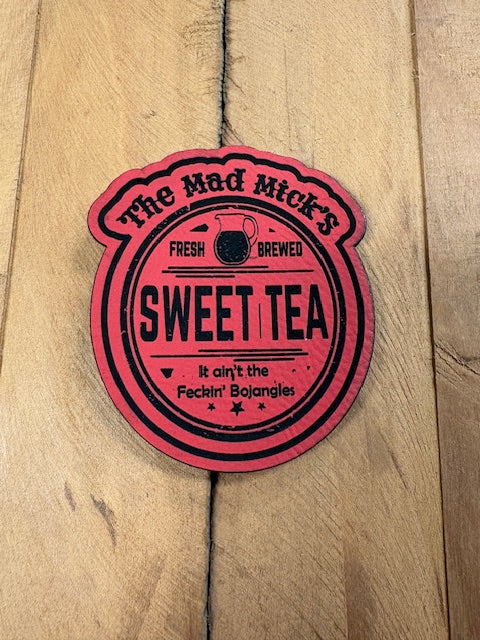 The Mad Mick's
FRESH BREWED
SWEET TEA
It ain't the
Feckin' Bojangles